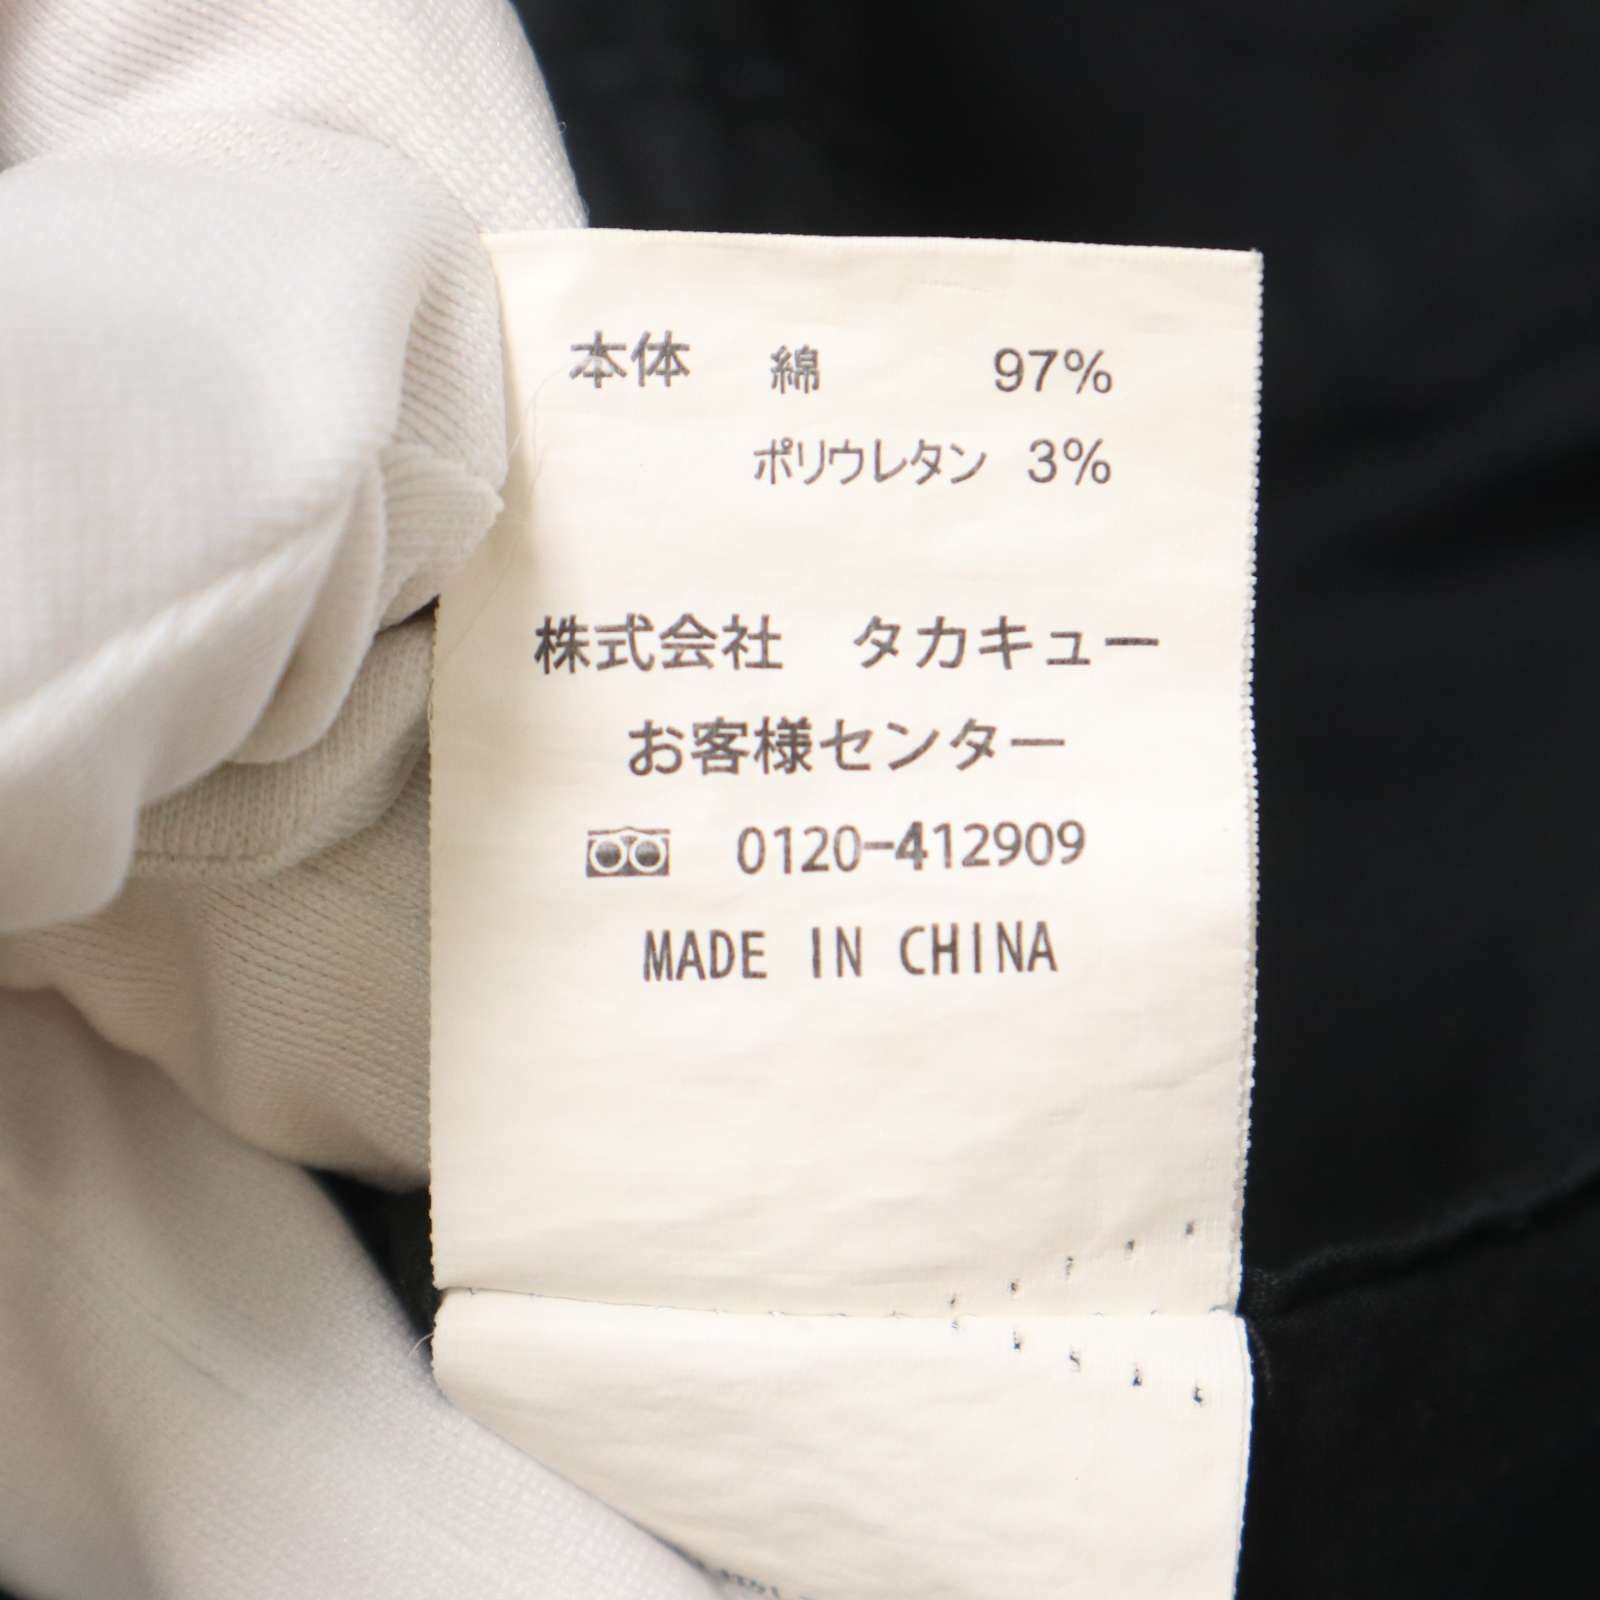 本体 綿 97%
ポリウレタン 3%
株式会社 タカキュー
お客様センター
0120-412909
MADE IN CHINA